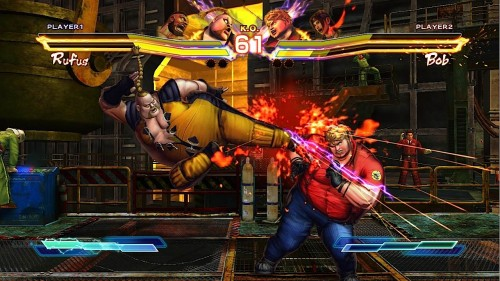 PLAYER1
PLAYER2
K.O.
61
Rufus
Bob